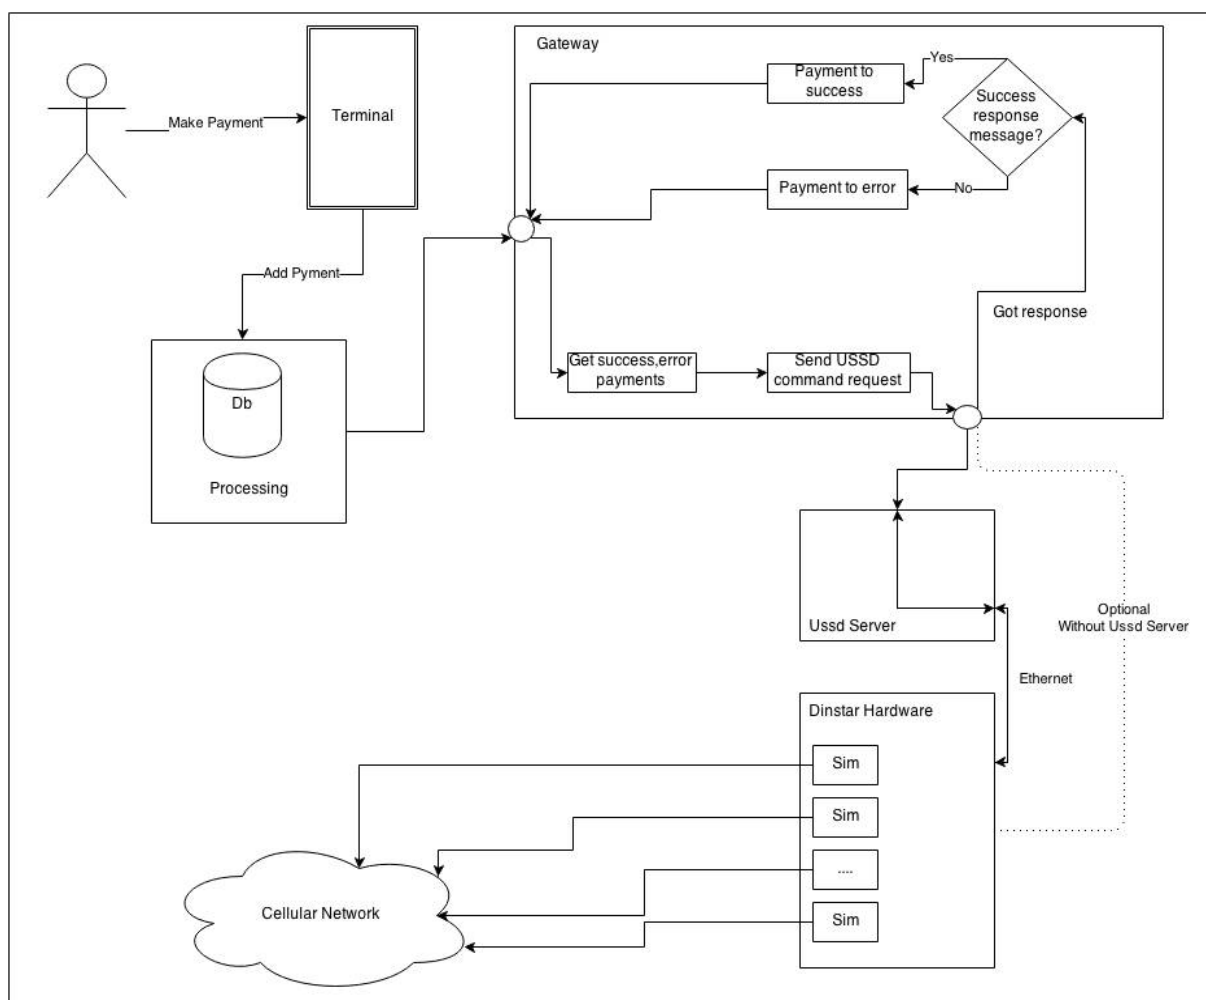 Gateway
Yes
Payment to
success
Success
response
message?
Make Payment
Terminal
Payment to error
No
Add Pyment
Got response
Get success,error
payments
Send USSD
command request
Db
Processing
Ussd Server
Optional
Without Ussd Server
Ethernet
Dinstar Hardware
Sim
Sim
....
Sim
Cellular Network